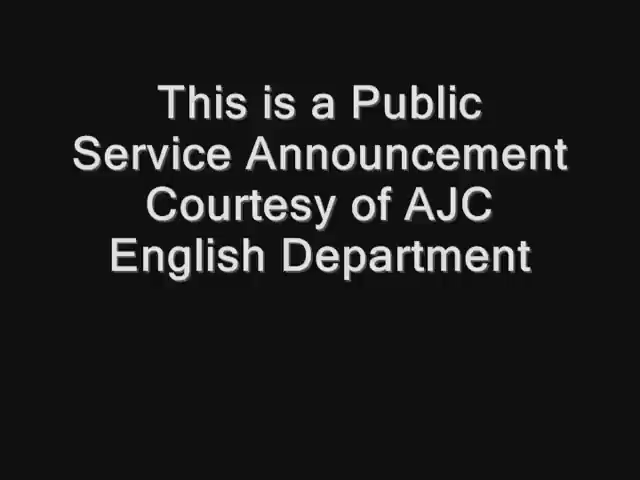 This is a Public
Service Announcement
Courtesy of AJC
English Department